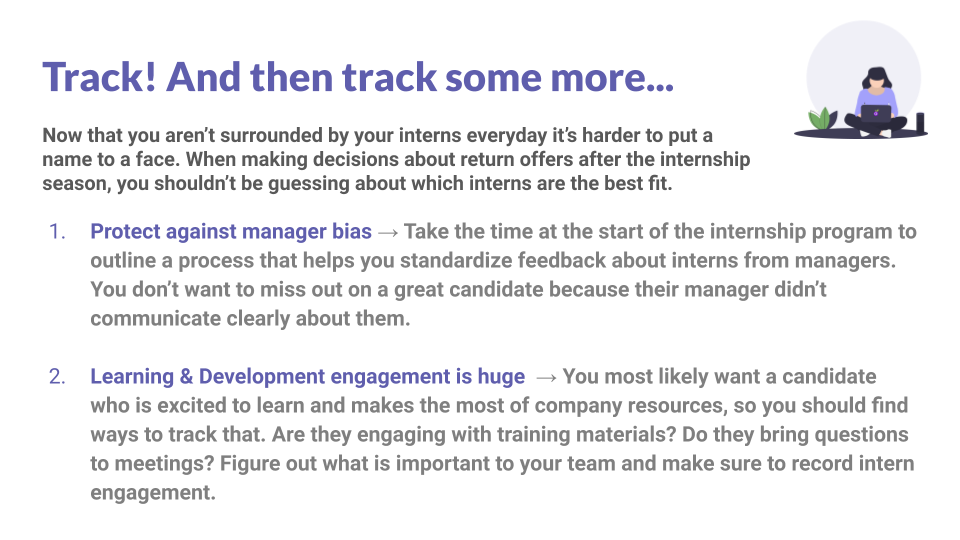 Track! And then track some more...
Now that you aren’t surrounded by your interns everyday it’s harder to put a
name to a face. When making decisions about return offers after the internship
season, you shouldn’t be guessing about which interns are the best fit.
1. Protect against manager bias → Take the time at the start of the internship program to
outline a process that helps you standardize feedback about interns from managers.
You don’t want to miss out on a great candidate because their manager didn’t
communicate clearly about them.
2. Learning & Development engagement is huge → You most likely want a candidate
who is excited to learn and makes the most of company resources, so you should find
ways to track that. Are they engaging with training materials? Do they bring questions
to meetings? Figure out what is important to your team and make sure to record intern
engagement.